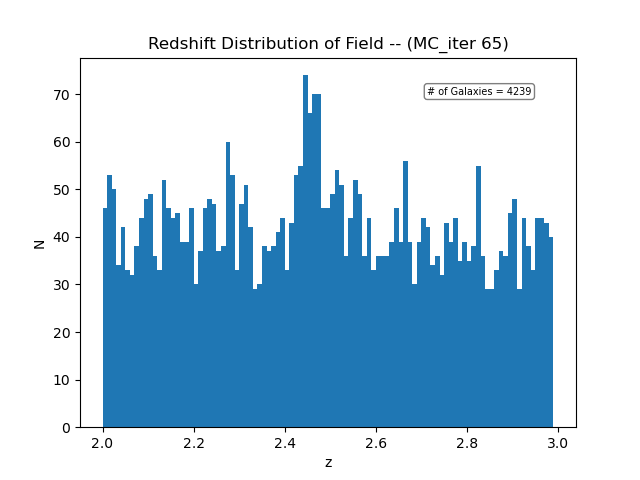 Redshift Distribution of Field -- (MC_iter 65)
# of Galaxies = 4239
70
60
50
40
30
20
10
0
N
2.0 2.2 2.4 2.6 2.8 3.0
z